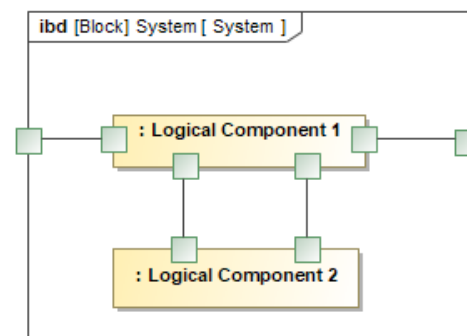 ibd [Block] System [ System ]
: Logical Component 1
: Logical Component 2